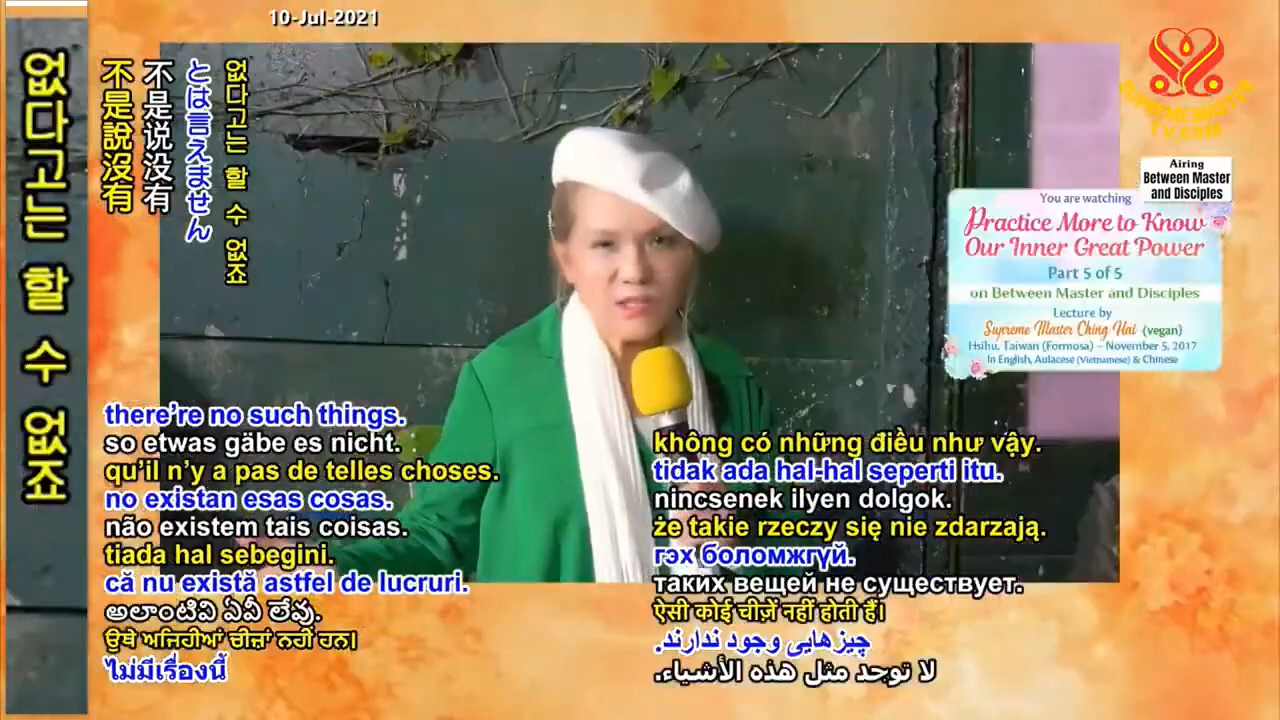 10-Jul-2021
없다고는 할 수 없죠
不是說沒有
不是说没有
とは言えません
없다고는 할 수 없죠
SUPREME MASTER
TV.COM
Airing
Between Master
and Disciples
You are watching
Practice More to Know
Our Inner Great Power
Part 5 of 5
on Between Master and Disciples
Lecture by
Supreme Master Ching Hai (vegan)
Hsihu, Taiwan (Formosa) – November 5, 2017
In English, Aulacese (Vietnamese) & Chinese
there're no such things.
so etwas gäbe es nicht.
qu'il n'y a pas de telles choses.
no existan esas cosas.
não existem tais coisas.
tiada hal sebegini.
că nu există astfel de lucruri.
అలాంటివి ఏవీ లేవు.
ਉਥੇ ਅਜਿਹੀਆਂ ਚੀਜ਼ਾਂ ਨਹੀਂ ਹਨ।
ไม่มีเรื่องนี้
không có những điều như vậy.
tidak ada hal-hal seperti itu.
nincsenek ilyen dolgok.
że takie rzeczy się nie zdarzają.
гэх боломжгүй.
таких вещей не существует.
ऐसी कोई चीज़ें नहीं होती हैं।
چیزهایی وجود ندارند.
لا توجد مثل هذه الأشياء.